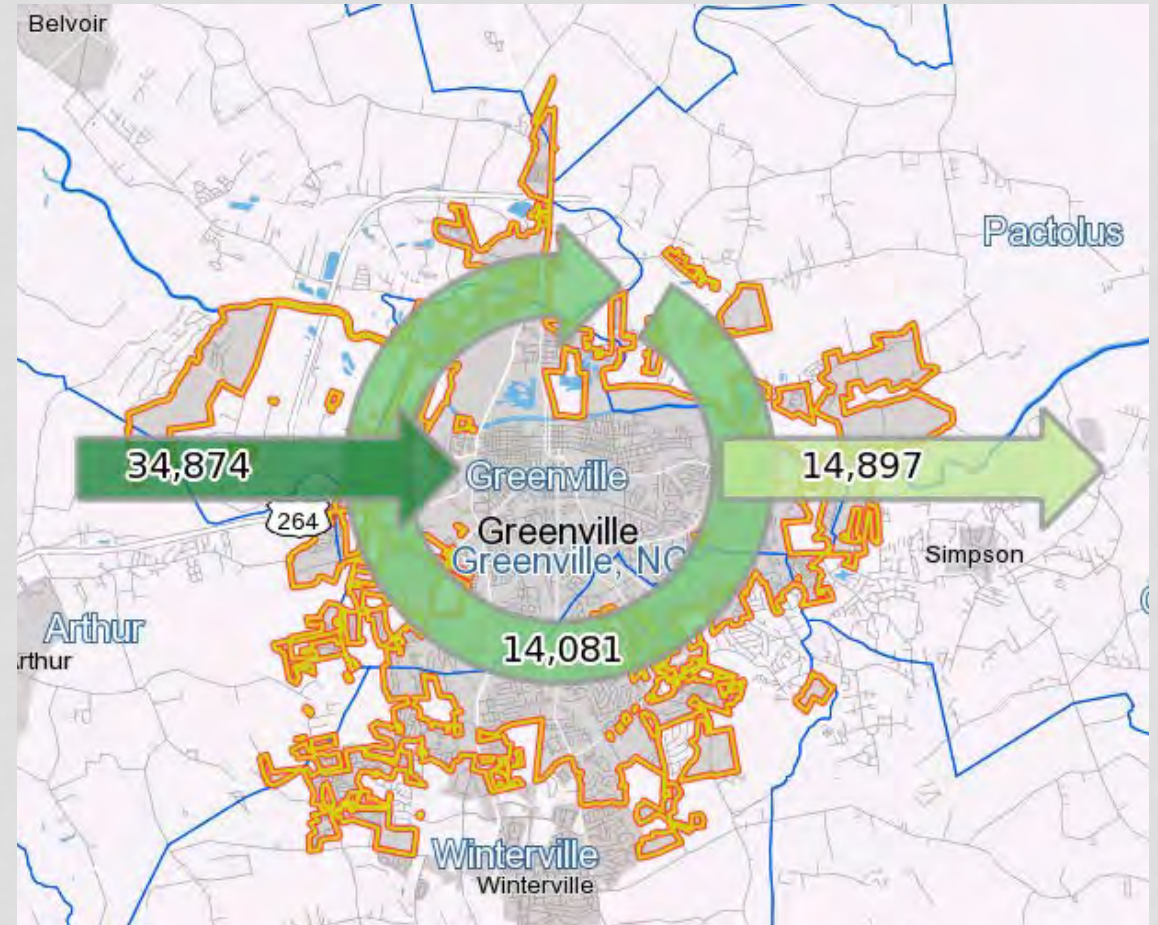 Belvoir
Pactolus
34,874
Greenville
14,897
264
Greenville
Greenville, NC
Simpson
Arthur
rthur
14,081
Winterville
Winterville